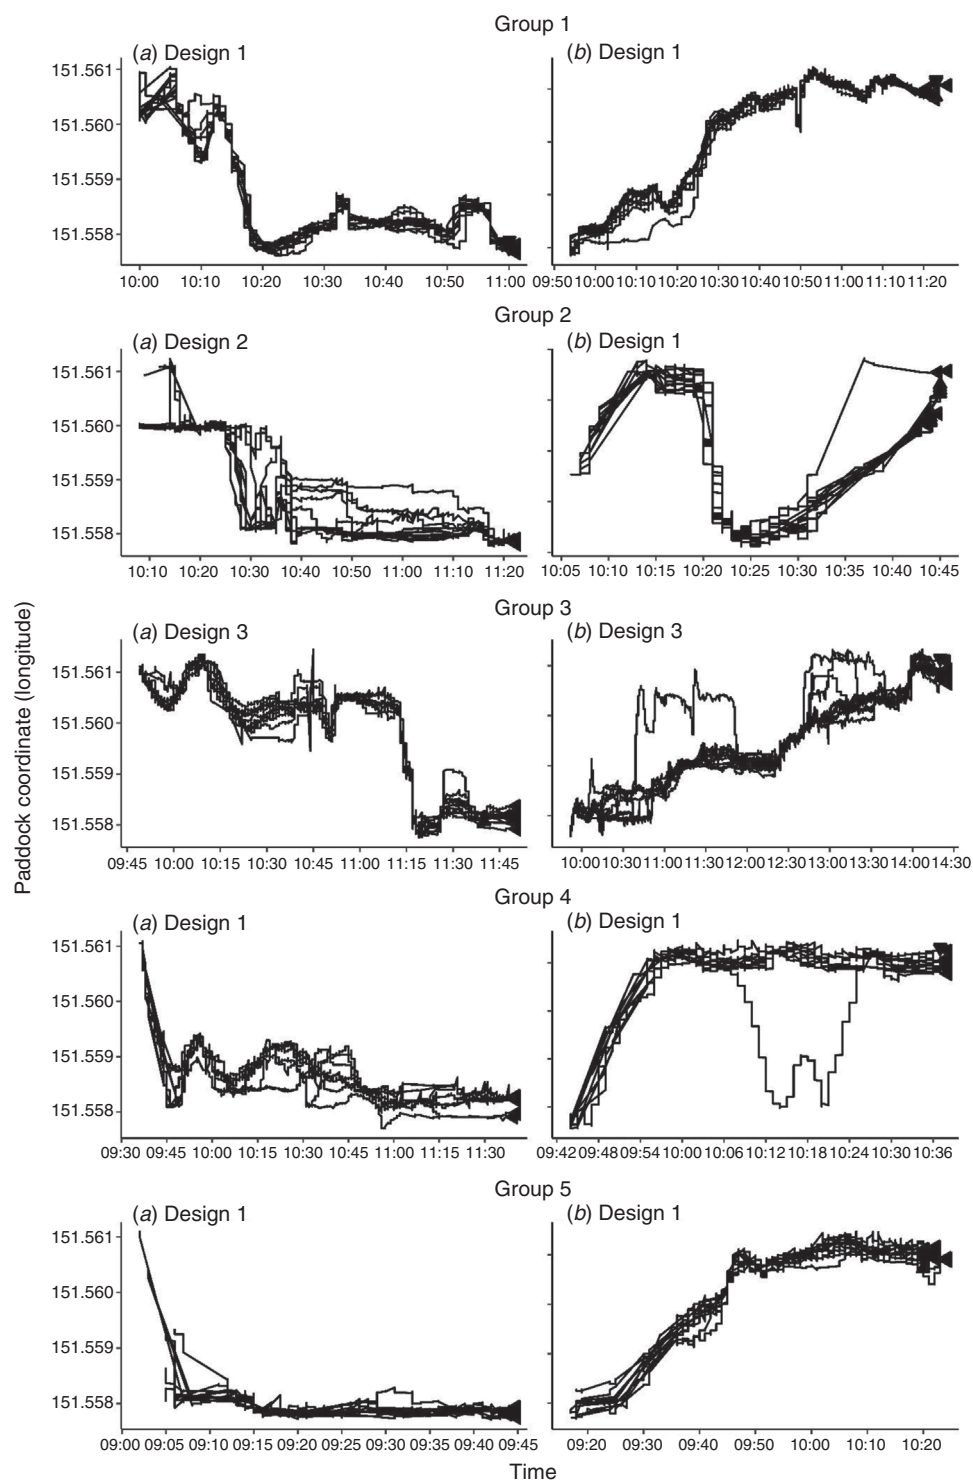 Group 1
(a) Design 1
(b) Design 1
151.561
151.560
151.559
151.558
10:00 10:10 10:20 10:30 10:40 10:50 11:00
09:50 10:00 10:10 10:20 10:30 10:40 10:50 11:00 11:10 11:20
Group 2
(a) Design 2
(b) Design 1
151.561
151.560
151.559
151.558
10:10 10:20 10:30 10:40 10:50 11:00 11:10 11:20
10:05 10:10 10:15 10:20 10:25 10:30 10:35 10:40 10:45
Group 3
(a) Design 3
(b) Design 3
151.561
151.560
151.559
151.558
09:45 10:00 10:15 10:30 10:45 11:00 11:15 11:30 11:45
10:00 10:30 11:00 11:30 12:00 12:30 13:00 13:30 14:00 14:30
Paddock coordinate (longitude)
Group 4
(a) Design 1
(b) Design 1
151.561
151.560
151.559
151.558
09:30 09:45 10:00 10:15 10:30 10:45 11:00 11:15 11:30
09:42 09:48 09:54 10:00 10:06 10:12 10:18 10:24 10:30 10:36
Group 5
(a) Design 1
(b) Design 1
151.561
151.560
151.559
151.558
09:00 09:05 09:10 09:15 09:20 09:25 09:30 09:35 09:40 09:45
09:20 09:30 09:40 09:50 10:00 10:10 10:20
Time